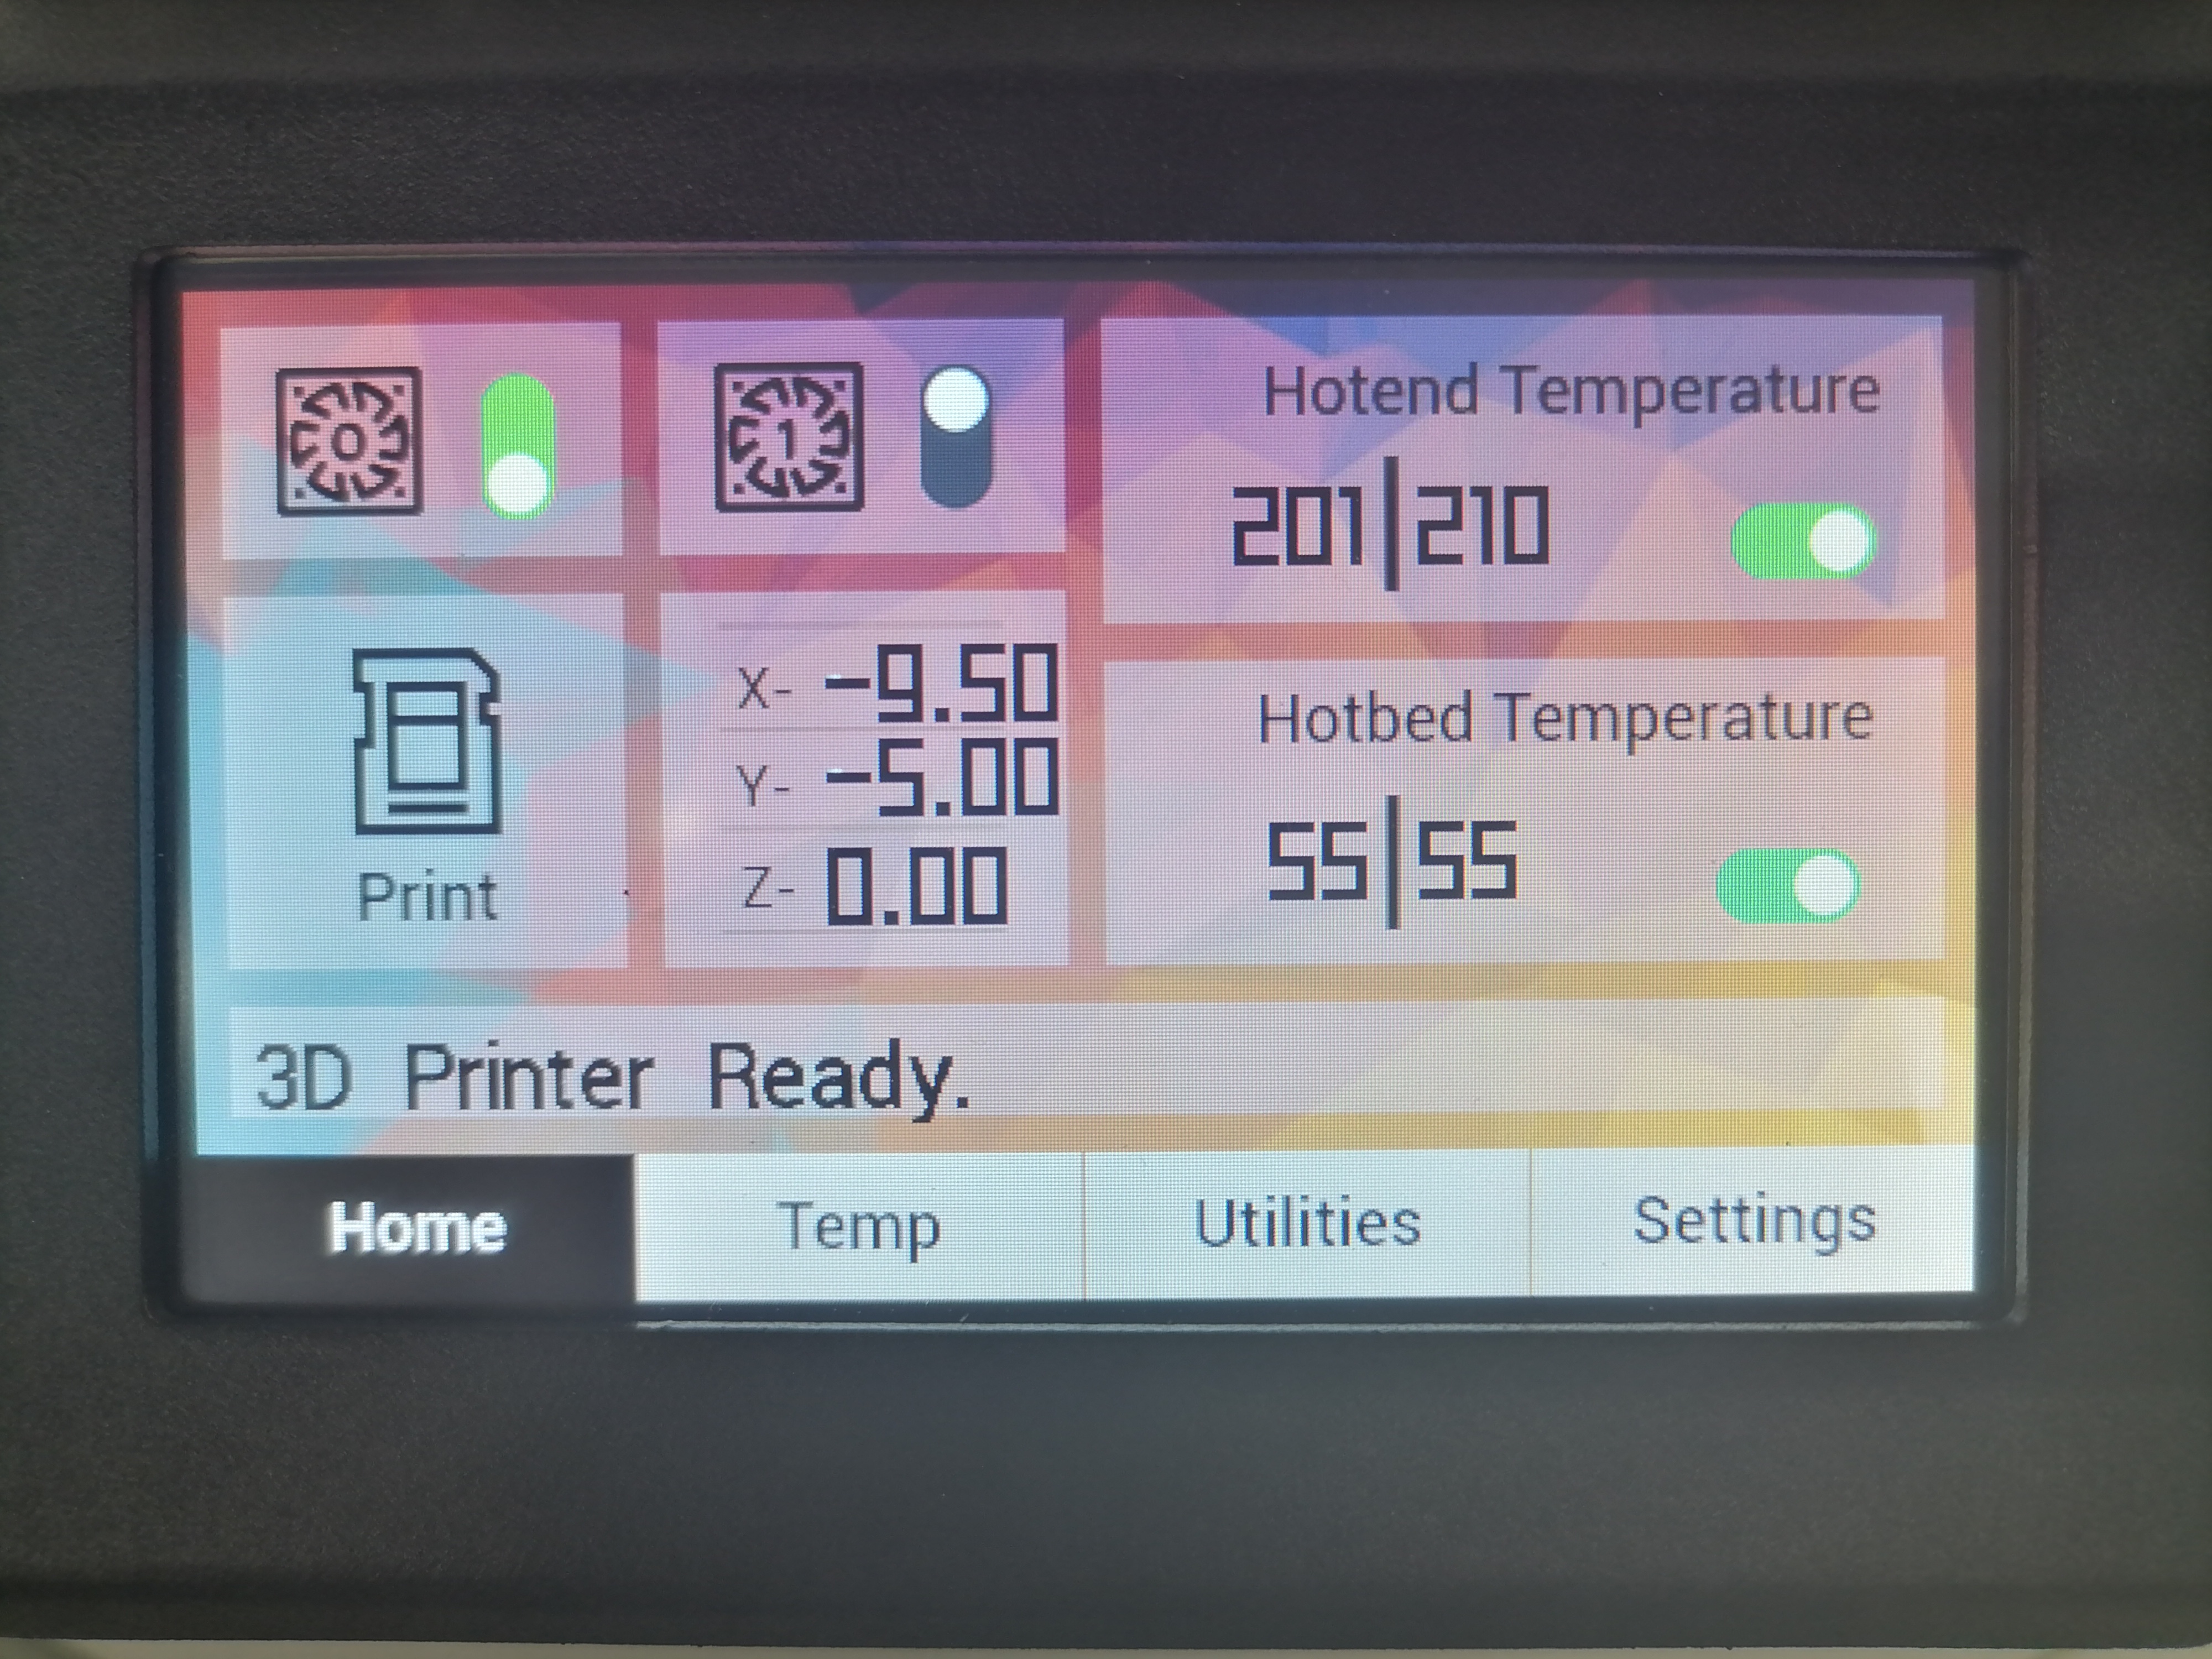 0
1
Hotend Temperature
201|210
X- -9.50
Y- -5.00
Z- 0.00
Print
Hotbed Temperature
55|55
3D Printer Ready.
Home Temp Utilities Settings